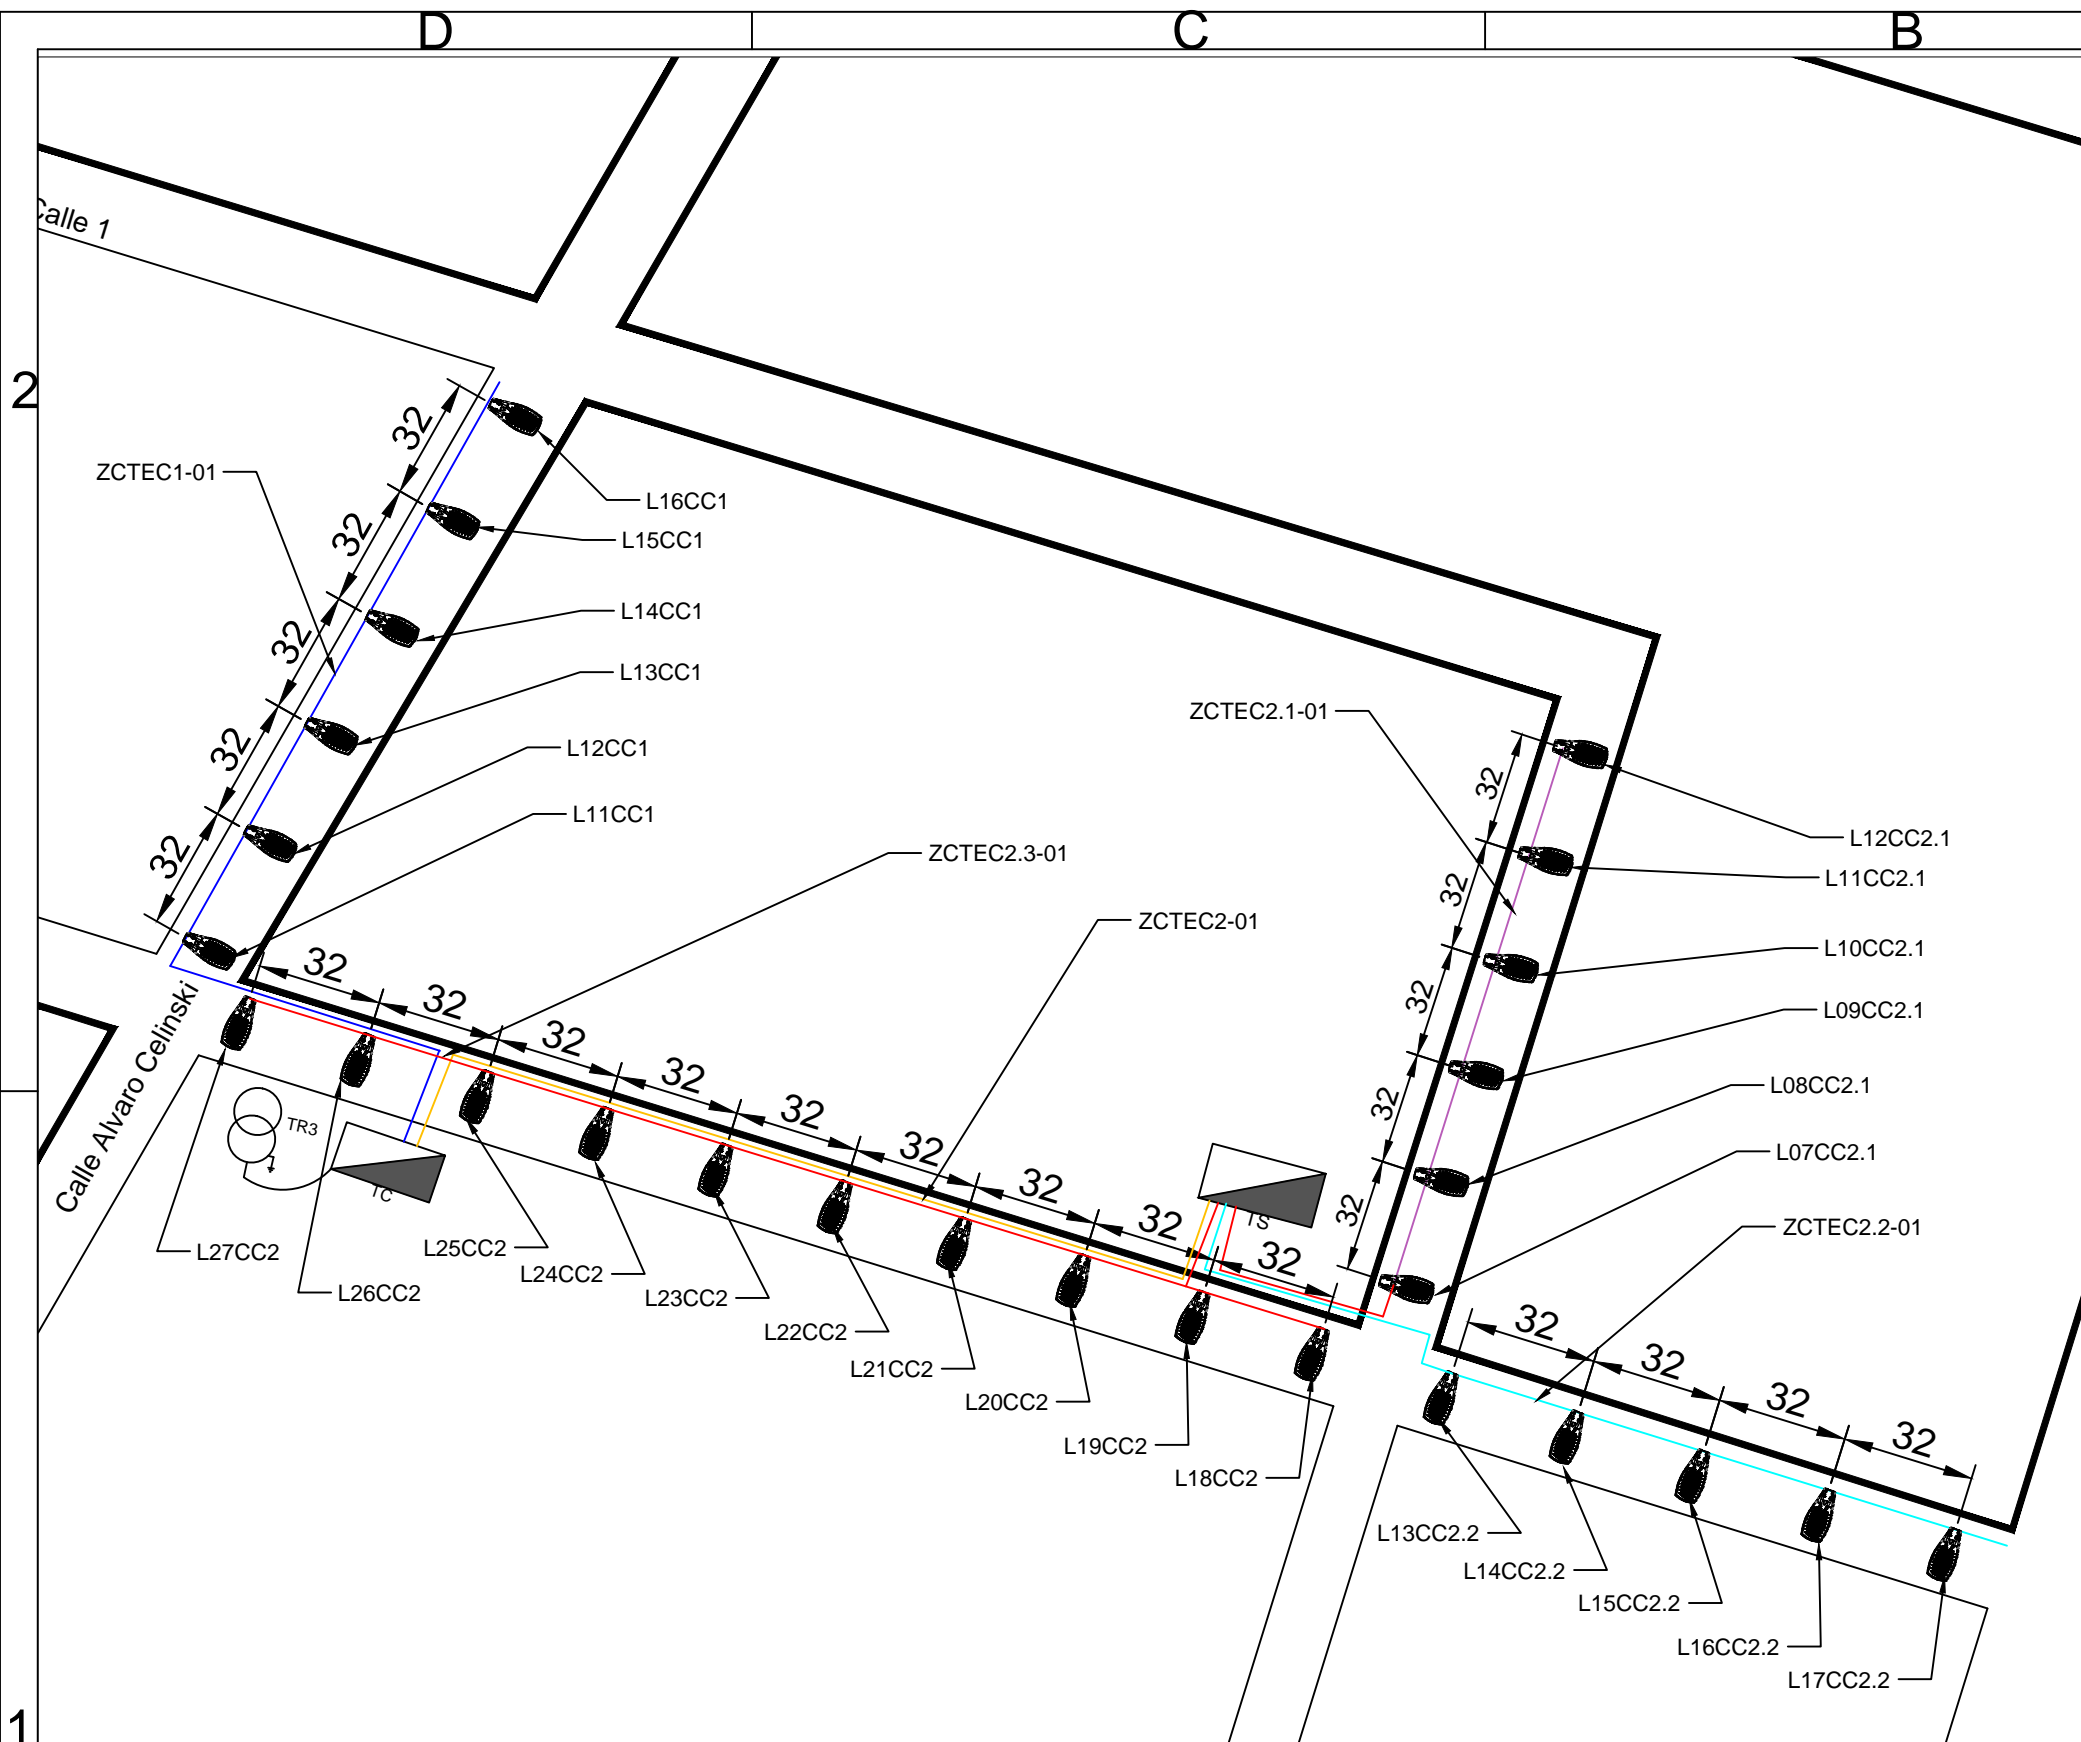 D
C
B
2
1
Calle 1
32
32
32
32
32
ZCTEC1-01
L16CC1
L15CC1
L14CC1
L13CC1
L12CC1
L11CC1
ZCTEC2.3-01
ZCTEC2-01
ZCTEC2.1-01
32
32
32
32
32
L12CC2.1
L11CC2.1
L10CC2.1
L09CC2.1
L08CC2.1
L07CC2.1
ZCTEC2.2-01
32
32
32
32
32
32
32
32
32
Calle Alvaro Celinski
TR3
TC
TS
L27CC2
L26CC2
L25CC2
L24CC2
L23CC2
L22CC2
L21CC2
L20CC2
L19CC2
L18CC2
32
32
32
32
L13CC2.2
L14CC2.2
L15CC2.2
L16CC2.2
L17CC2.2